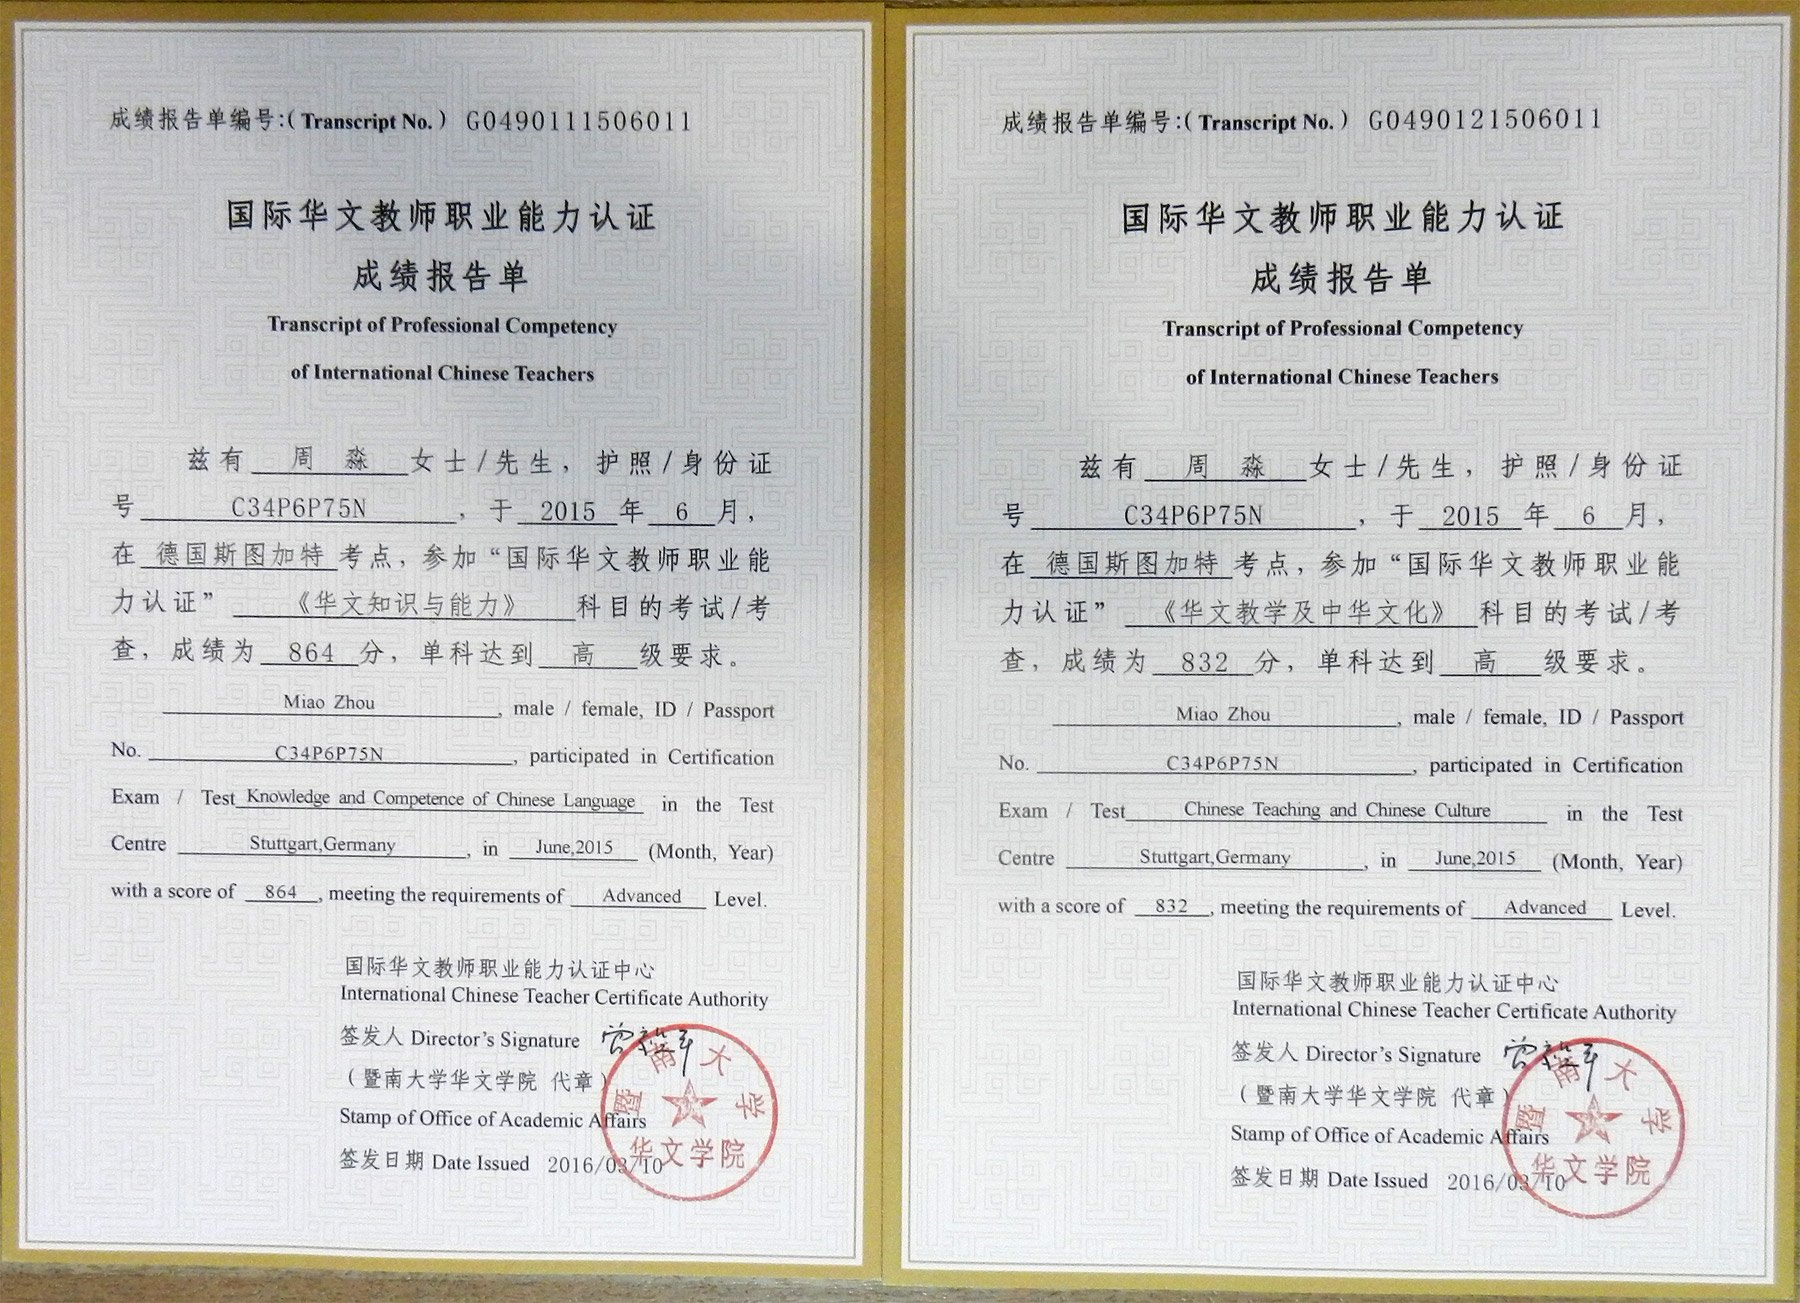 成绩报告单编号:(Transcript No.) G0490111506011
国际华文教师职业能力认证
成绩报告单
Transcript of Professional Competency
of International Chinese Teachers
兹有 周 淼 女士/先生，护照/身份证
号 C34P6P75N ，于 2015 年 6 月，
在 德国斯图加特 考点，参加“国际华文教师职业能
力认证” 《华文知识与能力》 科目的考试/考
查，成绩为 864 分，单科达到 高 级要求。
Miao Zhou , male / female, ID / Passport
No. C34P6P75N , participated in Certification
Exam / Test Knowledge and Competence of Chinese Language in the Test
Centre Stuttgart,Germany , in June,2015 (Month, Year)
with a score of 864 , meeting the requirements of Advanced Level.
国际华文教师职业能力认证中心
International Chinese Teacher Certificate Authority
签发人 Director's Signature
（暨南大学华文学院 代章）
Stamp of Office of Academic Affairs
签发日期 Date Issued 2016/03/10
暨南大学
华文学院
成绩报告单编号:(Transcript No.) G0490121506011
国际华文教师职业能力认证
成绩报告单
Transcript of Professional Competency
of International Chinese Teachers
兹有 周 淼 女士/先生，护照/身份证
号 C34P6P75N ，于 2015 年 6 月，
在 德国斯图加特 考点，参加“国际华文教师职业能
力认证” 《华文教学及中华文化》 科目的考试/考
查，成绩为 832 分，单科达到 高 级要求。
Miao Zhou , male / female, ID / Passport
No. C34P6P75N , participated in Certification
Exam / Test Chinese Teaching and Chinese Culture in the Test
Centre Stuttgart,Germany , in June,2015 (Month, Year)
with a score of 832 , meeting the requirements of Advanced Level.
国际华文教师职业能力认证中心
International Chinese Teacher Certificate Authority
签发人 Director's Signature
（暨南大学华文学院 代章）
Stamp of Office of Academic Affairs
签发日期 Date Issued 2016/03/10
暨南大学
华文学院